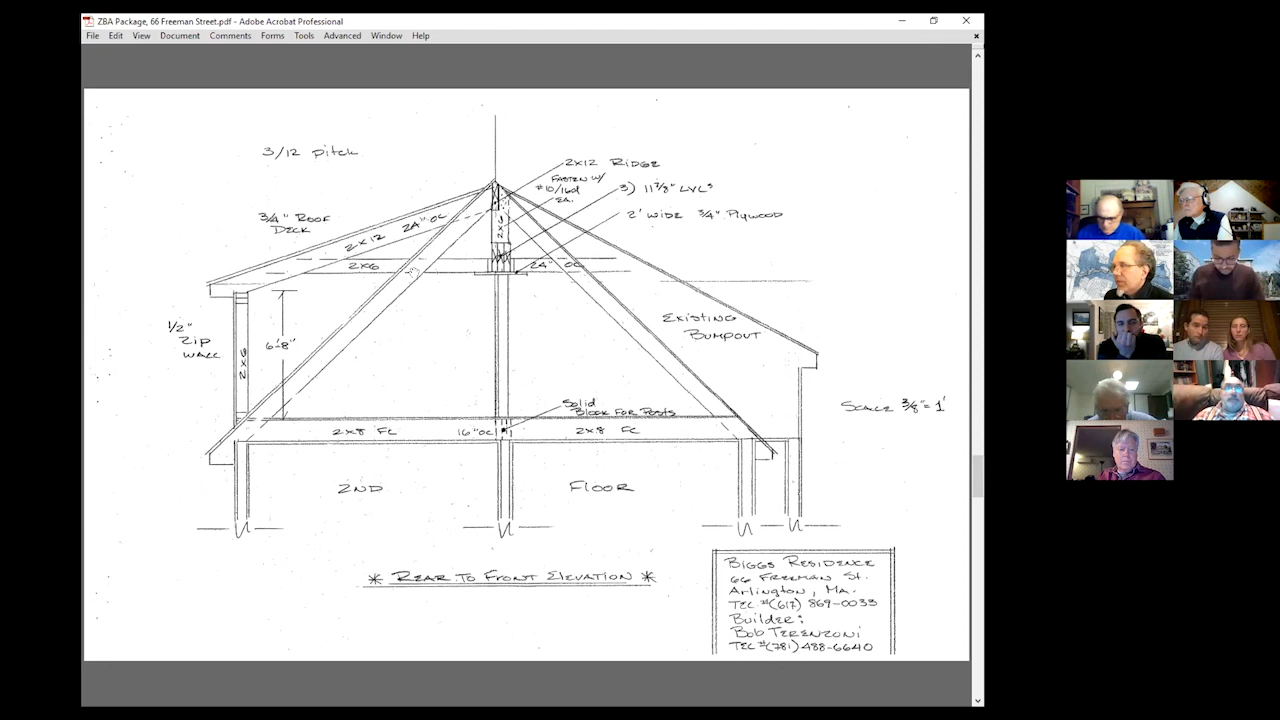 ZBA Package, 66 Freeman Street.pdf - Adobe Acrobat Professional
File Edit View Document Comments Forms Tools Advanced Window Help
3/12 Pitch
2x12 Ridge
Fasten w/
#10/16d
EA.
3) 11 7/8" LVLs
2' Wide 3/4" Plywood
3/4" Roof
Deck
2x12 24" OC
2x6
2x6
24" OC
Existing
Bumpout
1/2"
Zip
Wall
2x6
6'-8"
Scale 3/8"=1'
Solid
Block For Posts
2x8 FC
16" OC
2x8 FC
2ND
Floor
* Rear To Front Elevation *
Biggs Residence
66 Freeman St.
Arlington, Ma.
Tel #(617) 869-0033
Builder:
Bob Terenzoni
Tel #(781) 488-6640